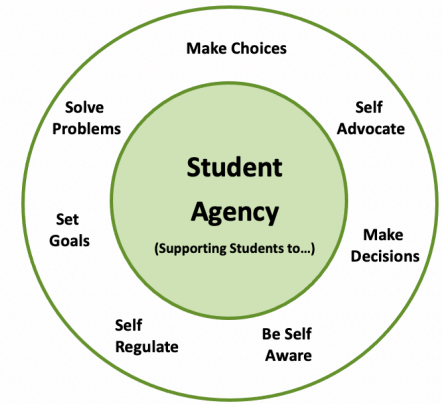 Make Choices
Self
Advocate
Make
Decisions
Be Self
Aware
Self
Regulate
Set
Goals
Solve
Problems
Student
Agency
(Supporting Students to...)